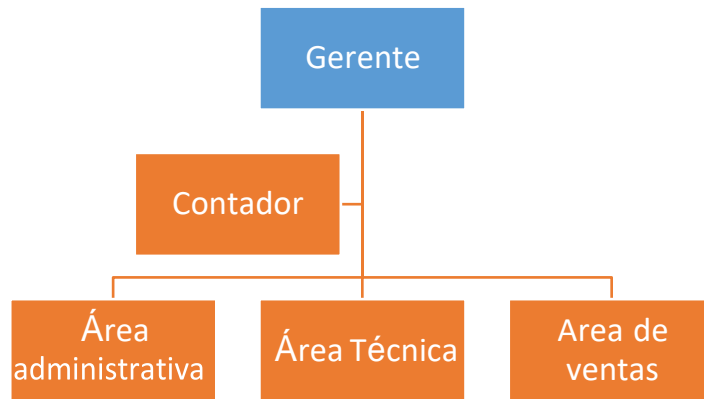 Gerente
Contador
Área
administrativa
Área Técnica
Area de
ventas